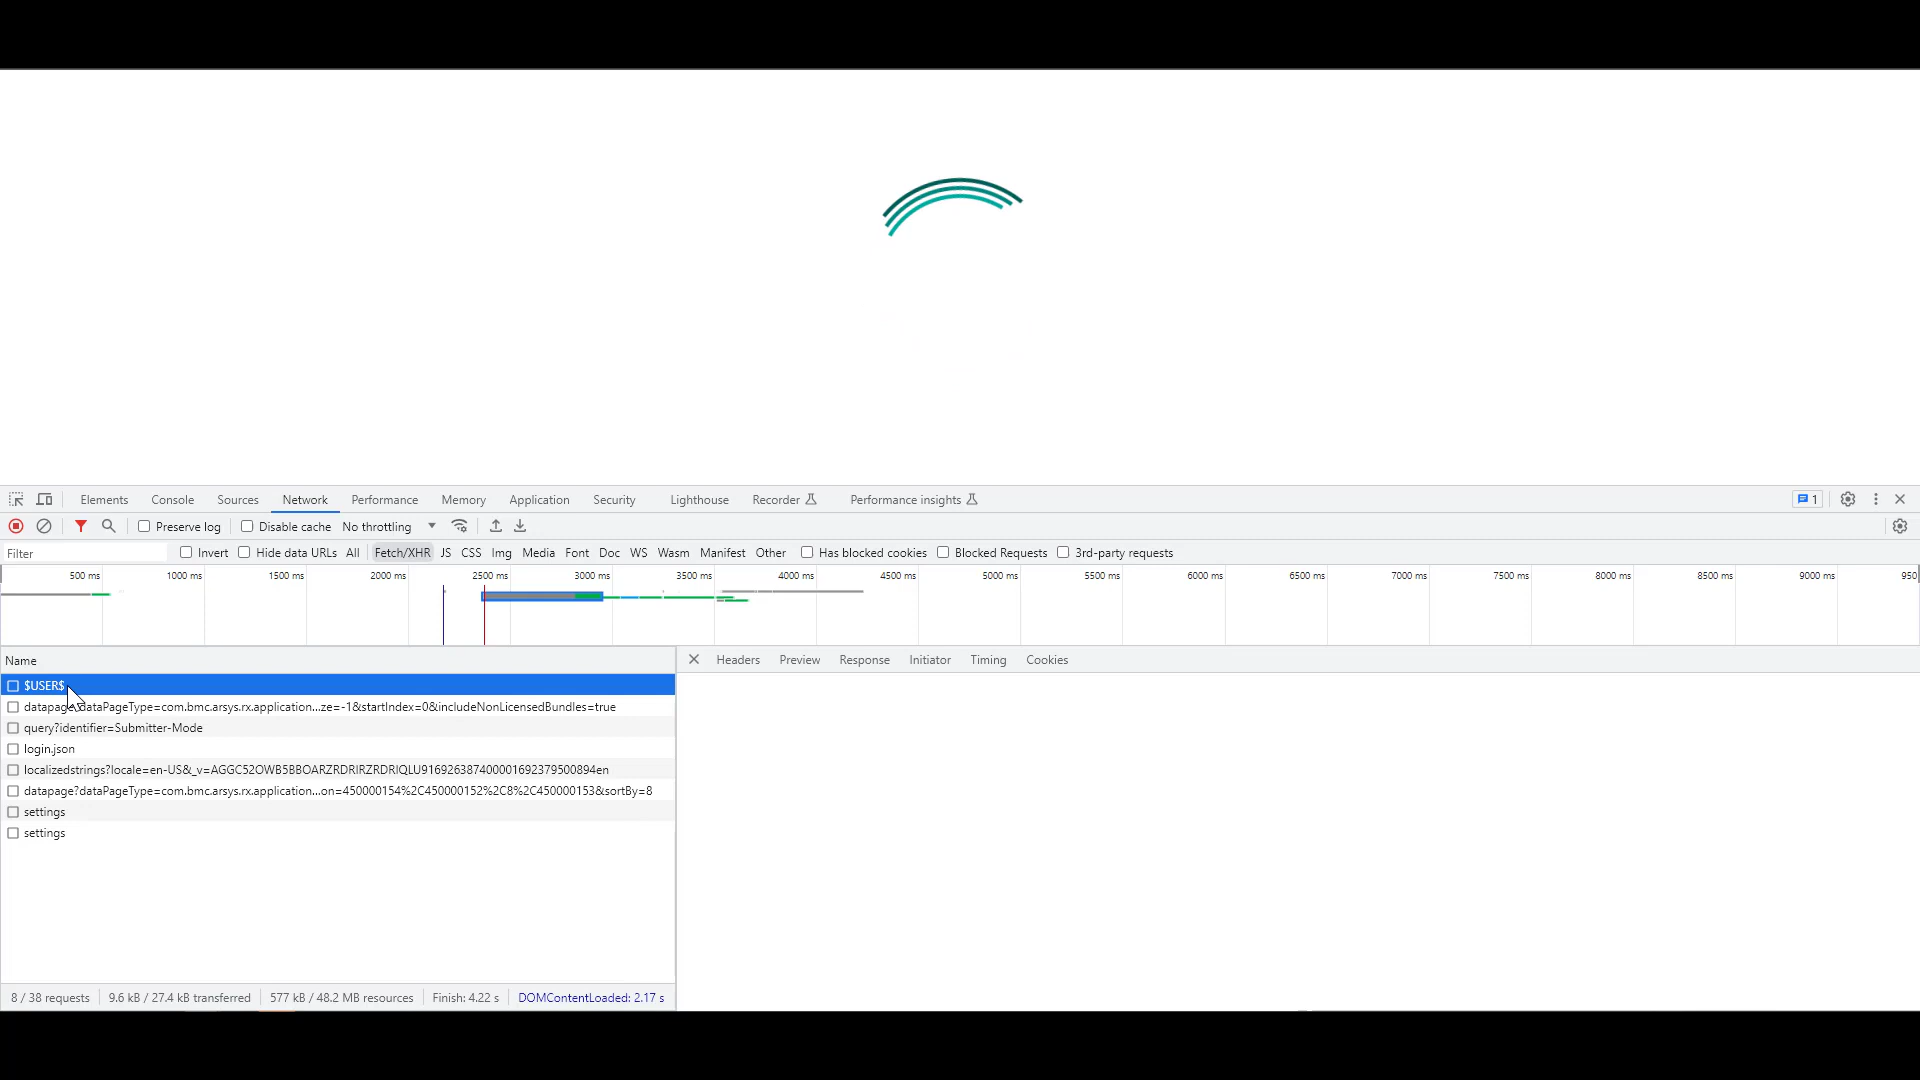 Elements Console Sources Network Performance Memory Application Security Lighthouse Recorder Performance insights 1
Preserve log Disable cache No throttling
Filter Invert Hide data URLs All Fetch/XHR JS CSS Img Media Font Doc WS Wasm Manifest Other Has blocked cookies Blocked Requests 3rd-party requests
500 ms 1000 ms 1500 ms 2000 ms 2500 ms 3000 ms 3500 ms 4000 ms 4500 ms 5000 ms 5500 ms 6000 ms 6500 ms 7000 ms 7500 ms 8000 ms 8500 ms 9000 ms 950
Name Headers Preview Response Initiator Timing Cookies
$USER$
datapage?dataPageType=com.bmc.arsys.rx.application...ze=-1&startIndex=0&includeNonLicensedBundles=true
query?identifier=Submitter-Mode
login.json
localizedstrings?locale=en-US&_v=AGGC52OWB5BBOARZRDRIRZRDRIQLU916926387400001692379500894en
datapage?dataPageType=com.bmc.arsys.rx.application...on=450000154%2C450000152%2C8%2C450000153&sortBy=8
settings
settings
8 / 38 requests 9.6 kB / 27.4 kB transferred 577 kB / 48.2 MB resources Finish: 4.22 s DOMContentLoaded: 2.17 s